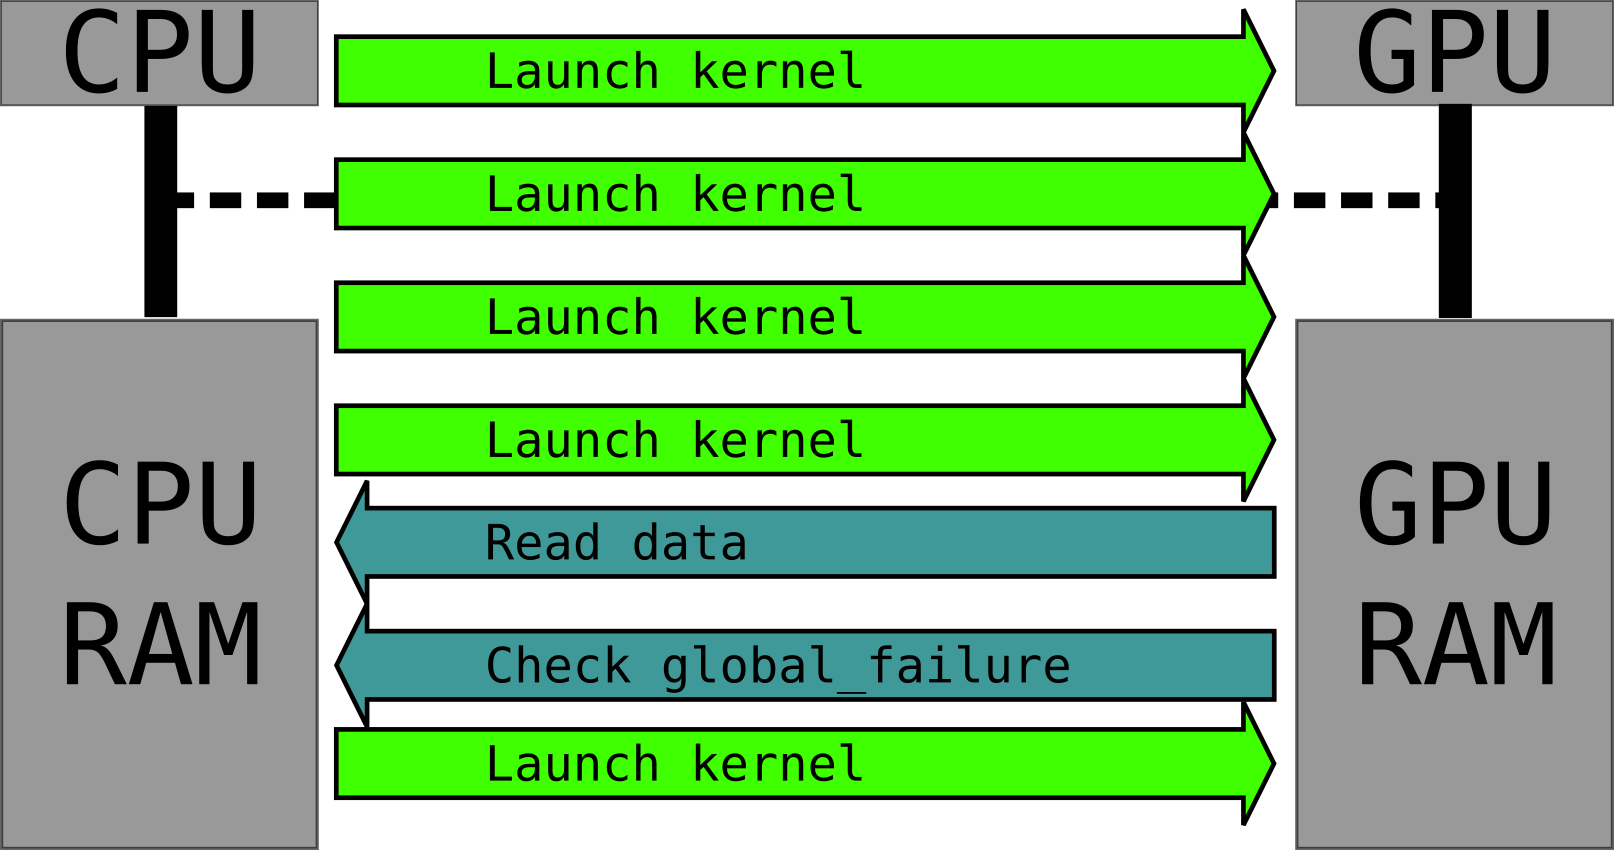 CPU
GPU
Launch kernel
Launch kernel
Launch kernel
Launch kernel
CPU
RAM
GPU
RAM
Read data
Check global_failure
Launch kernel